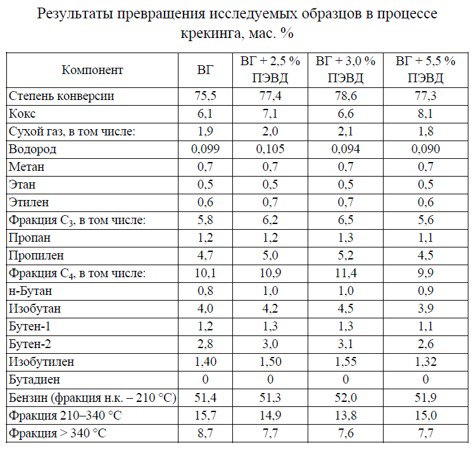 Результаты превращения исследуемых образцов в процессе
крекинга, мас. %
Компонент ВГ ВГ + 2,5 % ПЭВД ВГ + 3,0 % ПЭВД ВГ + 5,5 % ПЭВД
Степень конверсии 75,5 77,4 78,6 77,3
Кокс 6,1 7,1 6,6 8,1
Сухой газ, в том числе: 1,9 2,0 2,1 1,8
Водород 0,099 0,105 0,094 0,090
Метан 0,7 0,7 0,7 0,7
Этан 0,5 0,5 0,5 0,5
Этилен 0,6 0,7 0,7 0,6
Фракция С₃, в том числе: 5,8 6,2 6,5 5,6
Пропан 1,2 1,2 1,3 1,1
Пропилен 4,7 5,0 5,2 4,5
Фракция С₄, в том числе: 10,1 10,9 11,4 9,9
н-Бутан 0,8 1,0 1,0 0,9
Изобутан 4,0 4,2 4,5 3,9
Бутен-1 1,2 1,3 1,3 1,1
Бутен-2 2,8 3,0 3,1 2,6
Изобутилен 1,40 1,50 1,55 1,32
Бутадиен 0 0 0 0
Бензин (фракция н.к. – 210 °С) 51,4 51,3 52,0 51,9
Фракция 210–340 °С 15,7 14,9 13,8 15,0
Фракция > 340 °С 8,7 7,7 7,6 7,7